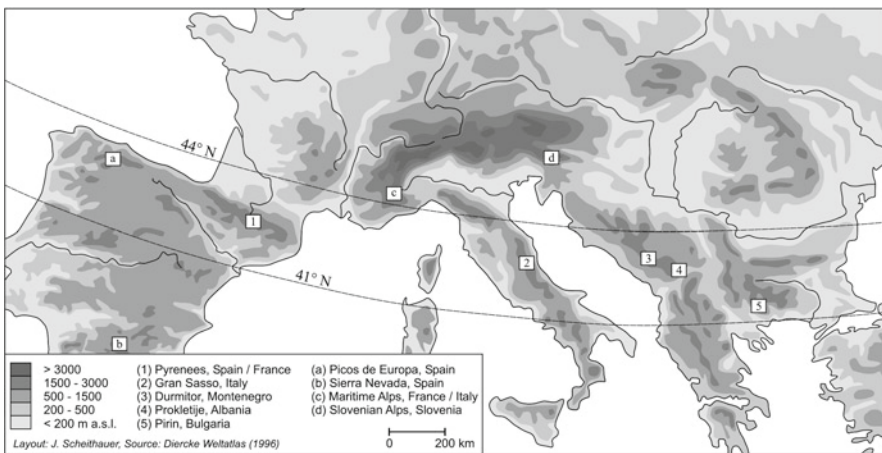 44° N
a
d
c
1
41° N
2
3
4
5
b
> 3000
1500 - 3000
500 - 1500
200 - 500
< 200 m a.s.l.
(1) Pyrenees, Spain / France
(2) Gran Sasso, Italy
(3) Durmitor, Montenegro
(4) Prokletije, Albania
(5) Pirin, Bulgaria
(a) Picos de Europa, Spain
(b) Sierra Nevada, Spain
(c) Maritime Alps, France / Italy
(d) Slovenian Alps, Slovenia
0 200 km
Layout: J. Scheithauer, Source: Diercke Weltatlas (1996)